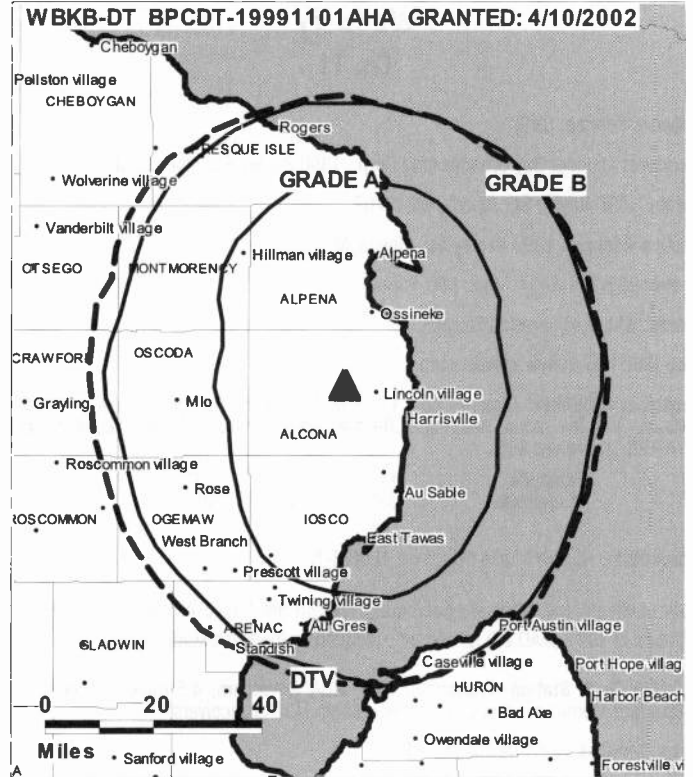 WBKB-DT BPCDT-19991101AHA GRANTED: 4/10/2002
Cheboygan
Pellston village
CHEBOYGAN
Rogers
PRESQUE ISLE
Wolverine village
GRADE A
GRADE B
Vanderbilt village
Hillman village
Alpena
OTSEGO
MONTMORENCY
ALPENA
Ossineke
CRAWFORD
OSCODA
Grayling
Mio
Lincoln village
Harrisville
ALCONA
Roscommon village
Rose
Au Sable
ROSCOMMON
OGEMAW
IOSCO
West Branch
East Tawas
Prescott village
Twining village
ARENAC
Au Gres
Port Austin village
GLADWIN
Standish
Caseville village
Port Hope villag
DTV
HURON
0 20 40
Harbor Beach
Bad Axe
Miles
Owendale village
Sanford village
Forestville vi
A